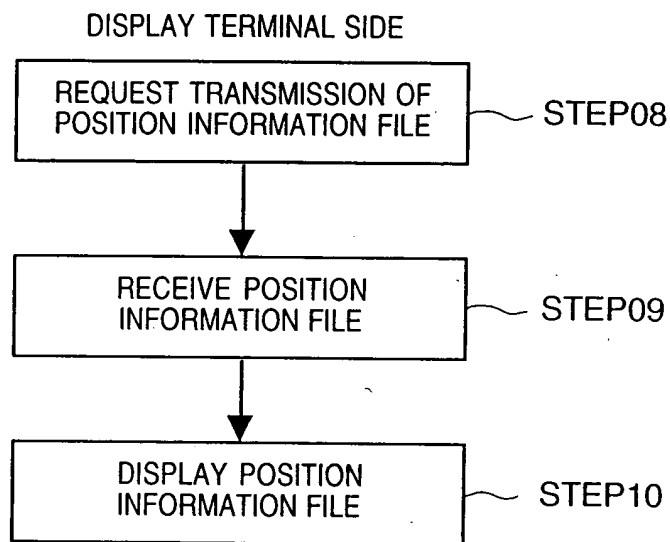 DISPLAY TERMINAL SIDE
REQUEST TRANSMISSION OF
POSITION INFORMATION FILE
STEP08
RECEIVE POSITION
INFORMATION FILE
STEP09
DISPLAY POSITION
INFORMATION FILE
STEP10